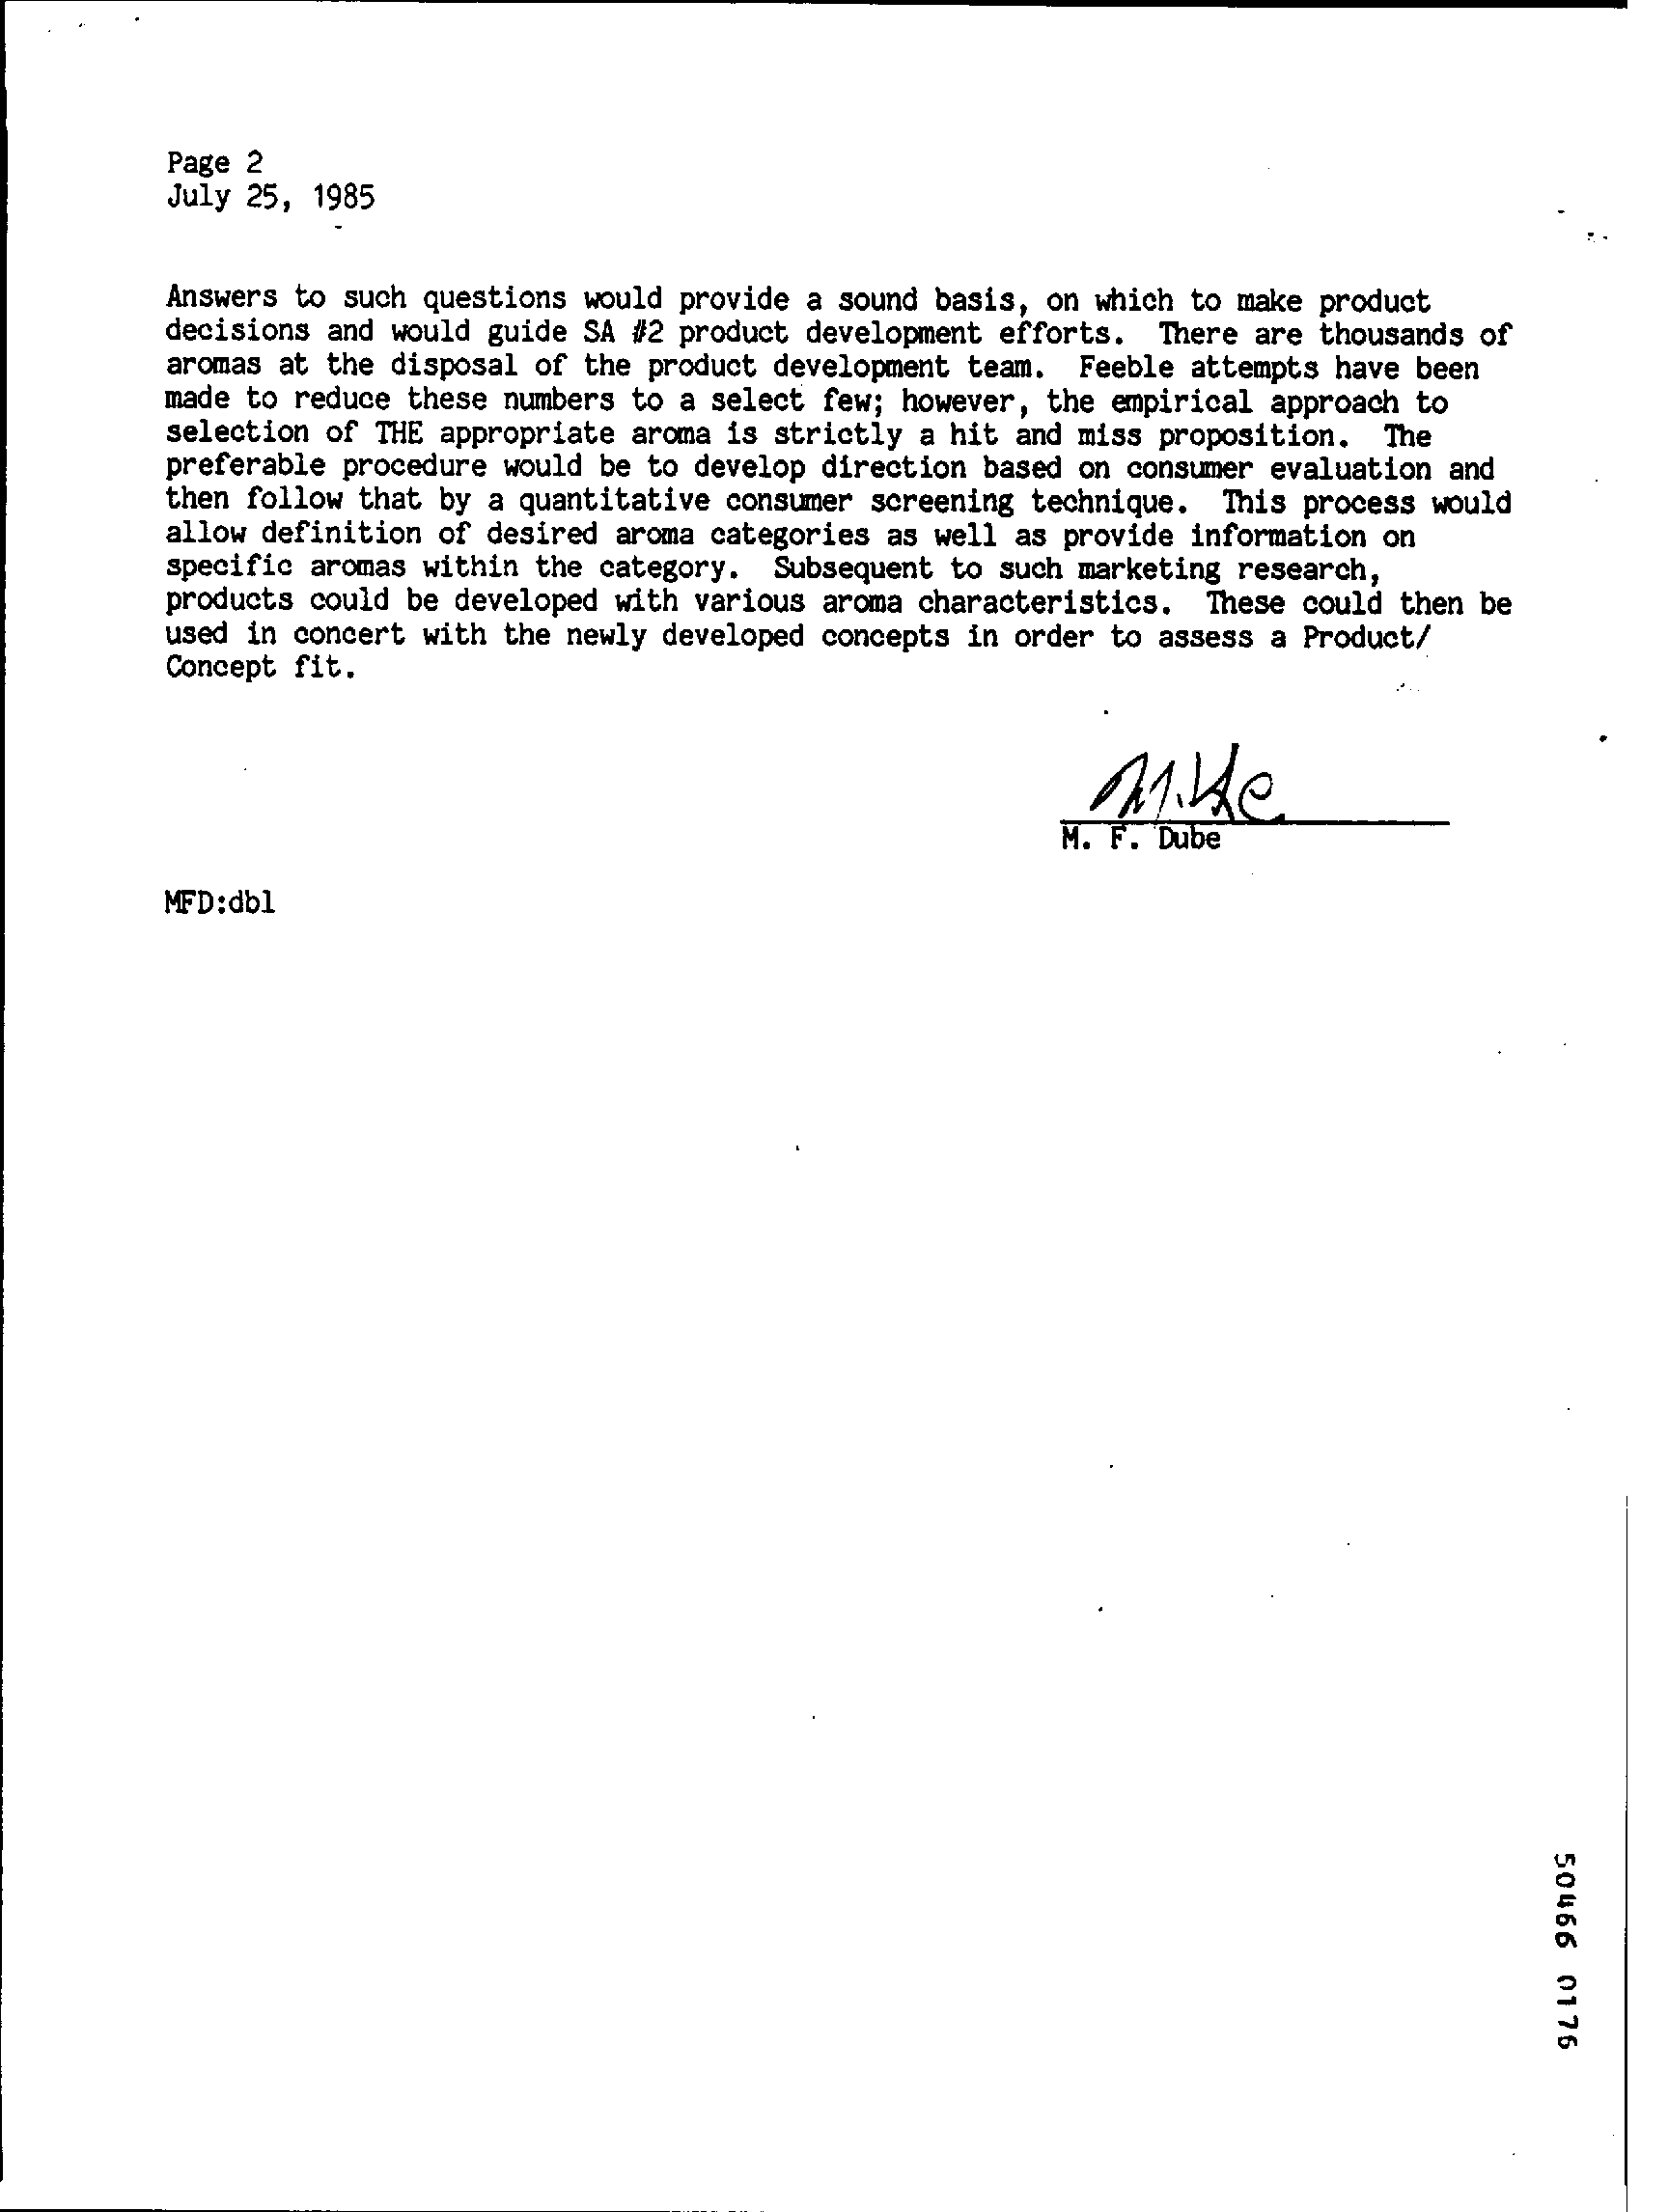 Page 2
July 25, 1985
Answers to such questions would provide a sound basis, on which to make product
decisions and would guide SA #2 product development efforts. There are thousands of
aromas at the disposal of the product development team. Feeble attempts have been
made to reduce these numbers to a select few; however, the empirical approach to
selection of THE appropriate aroma is strictly a hit and miss proposition. The
preferable procedure would be to develop direction based on consumer evaluation and
then follow that by a quantitative consumer screening technique. This process would
allow definition of desired aroma categories as well as provide information on
specific aromas within the category. Subsequent to such marketing research,
products could be developed with various aroma characteristics. These could then be
used in concert with the newly developed concepts in order to assess a Product/
Concept fit.
Mike
M. F. Dube
MFD:dbl
50466 0176